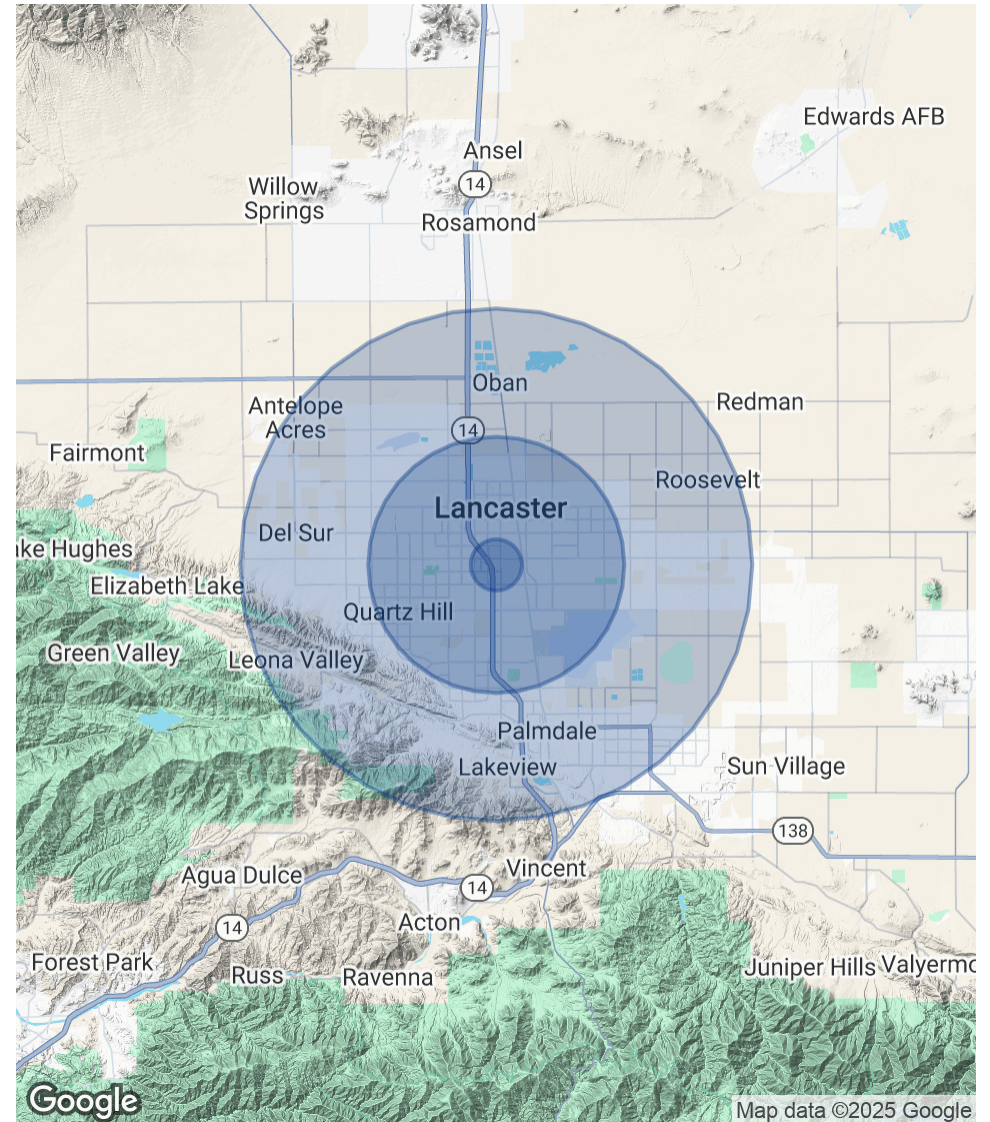 Edwards AFB
Ansel
14
Willow
Springs
Rosamond
Oban
Redman
Antelope
Acres
14
Fairmont
Roosevelt
Lancaster
Del Sur
ake Hughes
Elizabeth Lake
Quartz Hill
Green Valley
Leona Valley
Palmdale
Lakeview
Sun Village
138
Vincent
Agua Dulce
14
Acton
14
Forest Park
Russ
Ravenna
Juniper Hills
Valyermo
Google
Map data ©2025 Google